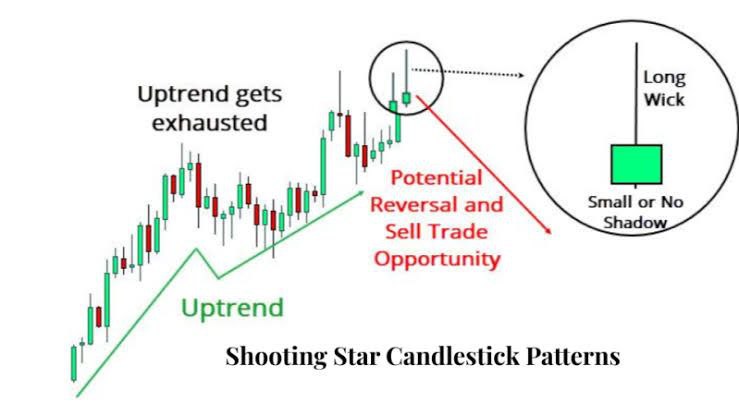 Uptrend gets
exhausted
Long
Wick
Potential
Reversal and
Sell Trade
Opportunity
Small or No
Shadow
Uptrend
Shooting Star Candlestick Patterns